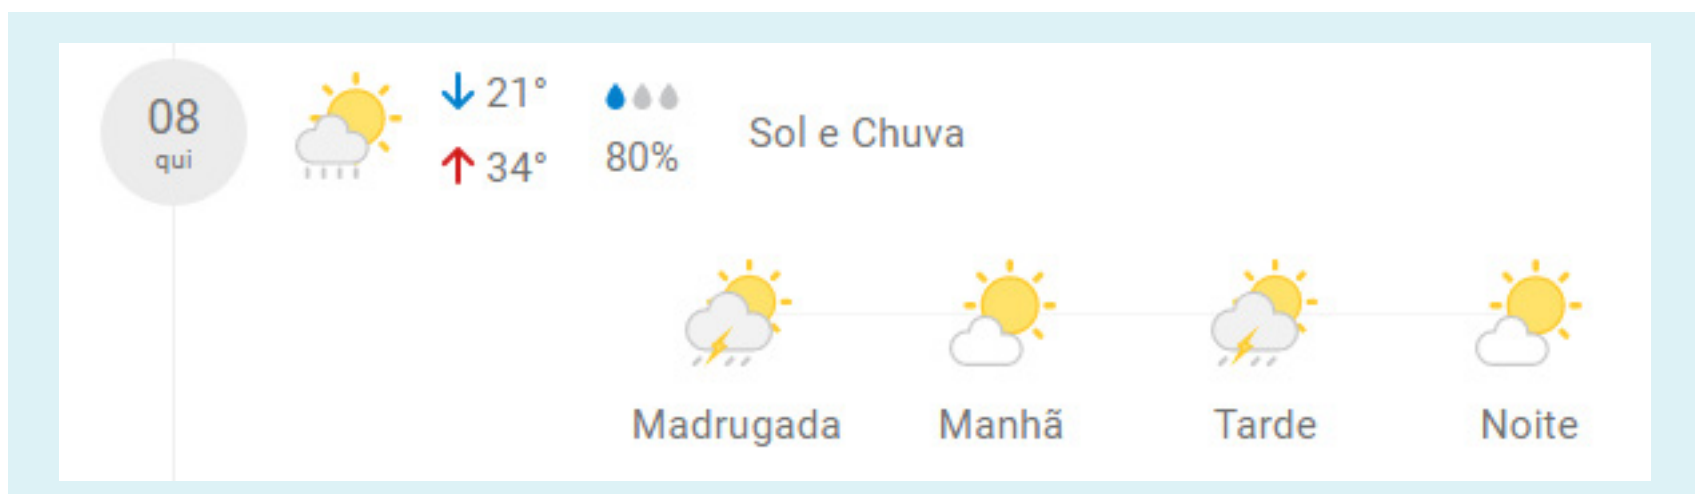 08
qui
21°
34°
80%
Sol e Chuva
Madrugada
Manhã
Tarde
Noite